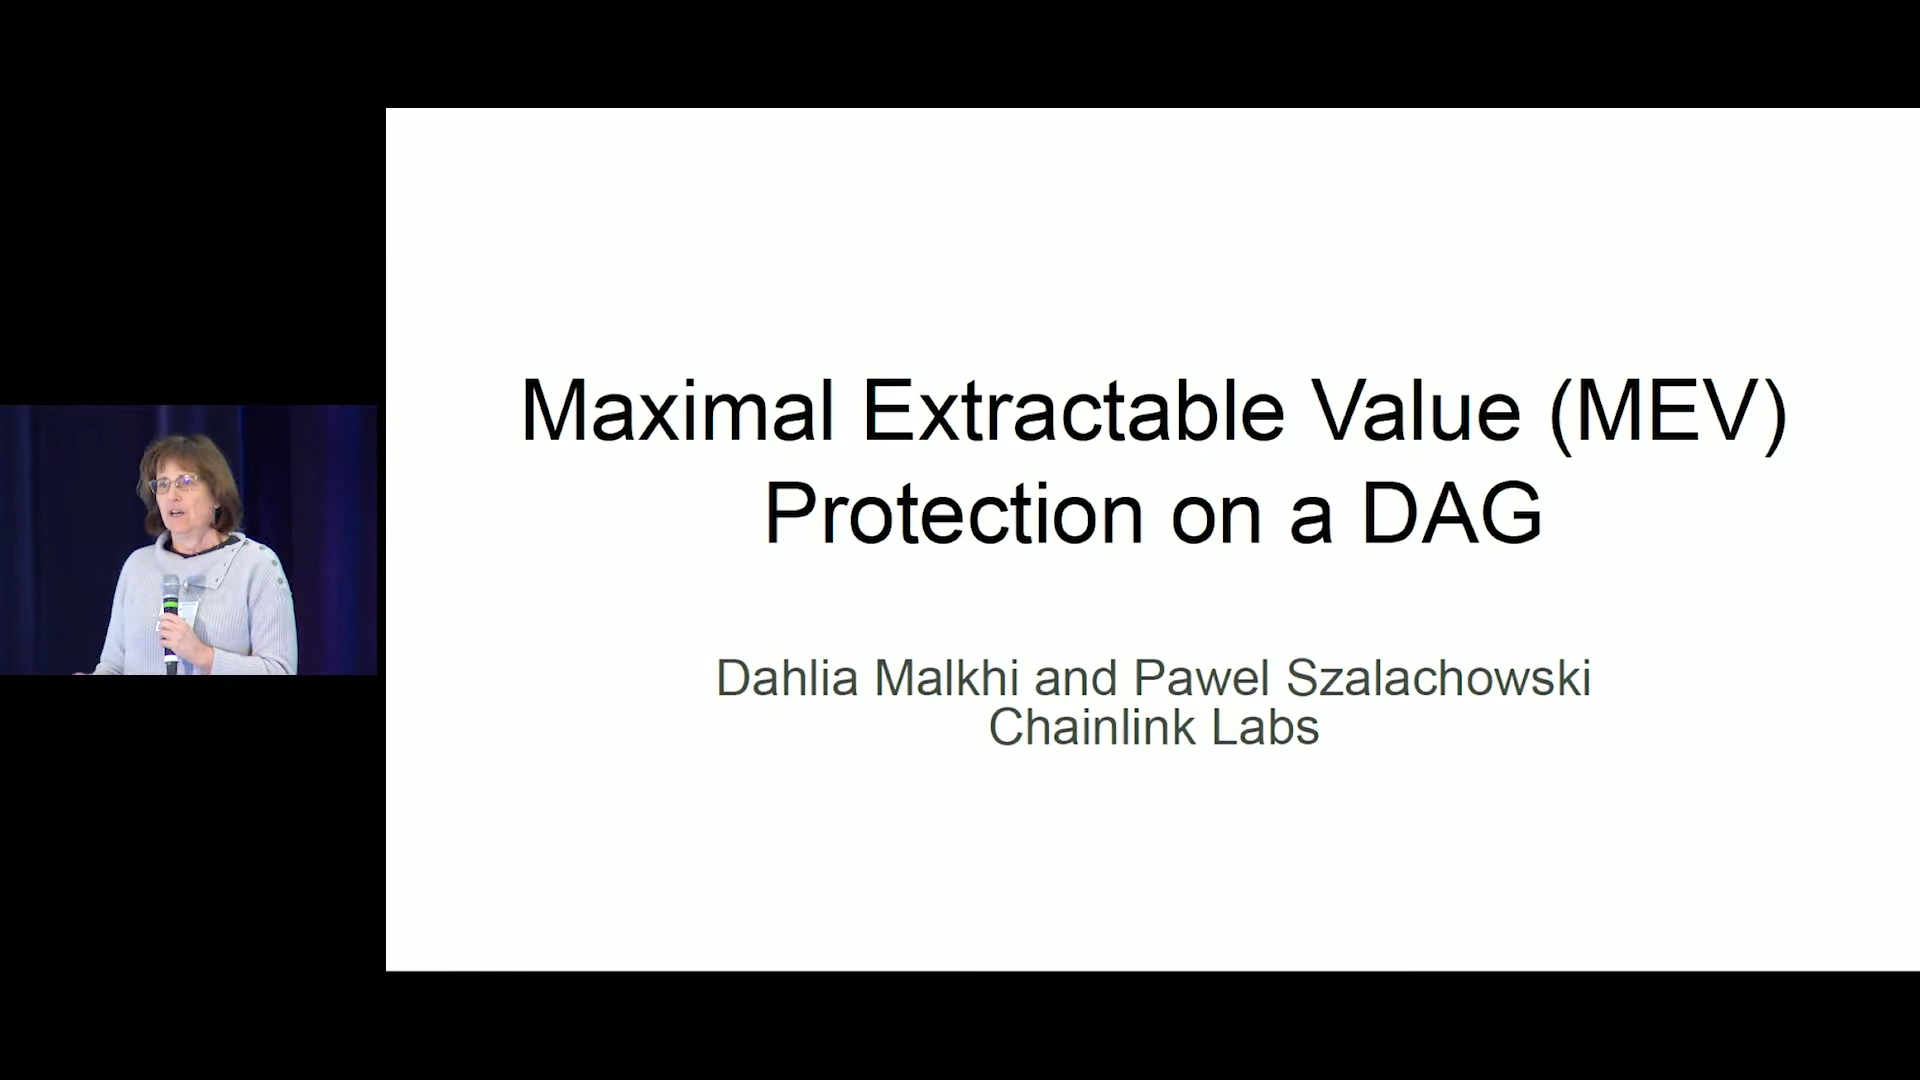 Maximal Extractable Value (MEV)
Protection on a DAG
Dahlia Malkhi and Pawel Szalachowski
Chainlink Labs